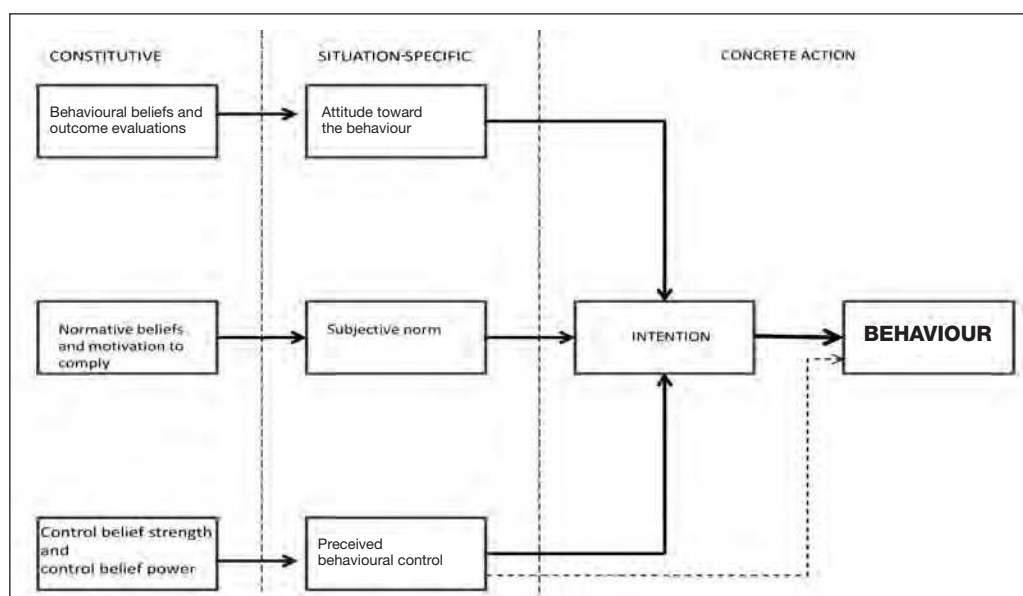 CONSTITUTIVE
SITUATION-SPECIFIC
CONCRETE ACTION
Behavioural beliefs and
outcome evaluations
Attitude toward
the behaviour
Normative beliefs
and motivation to
comply
Subjective norm
INTENTION
BEHAVIOUR
Control belief strength
and
control belief power
Preceived
behavioural control